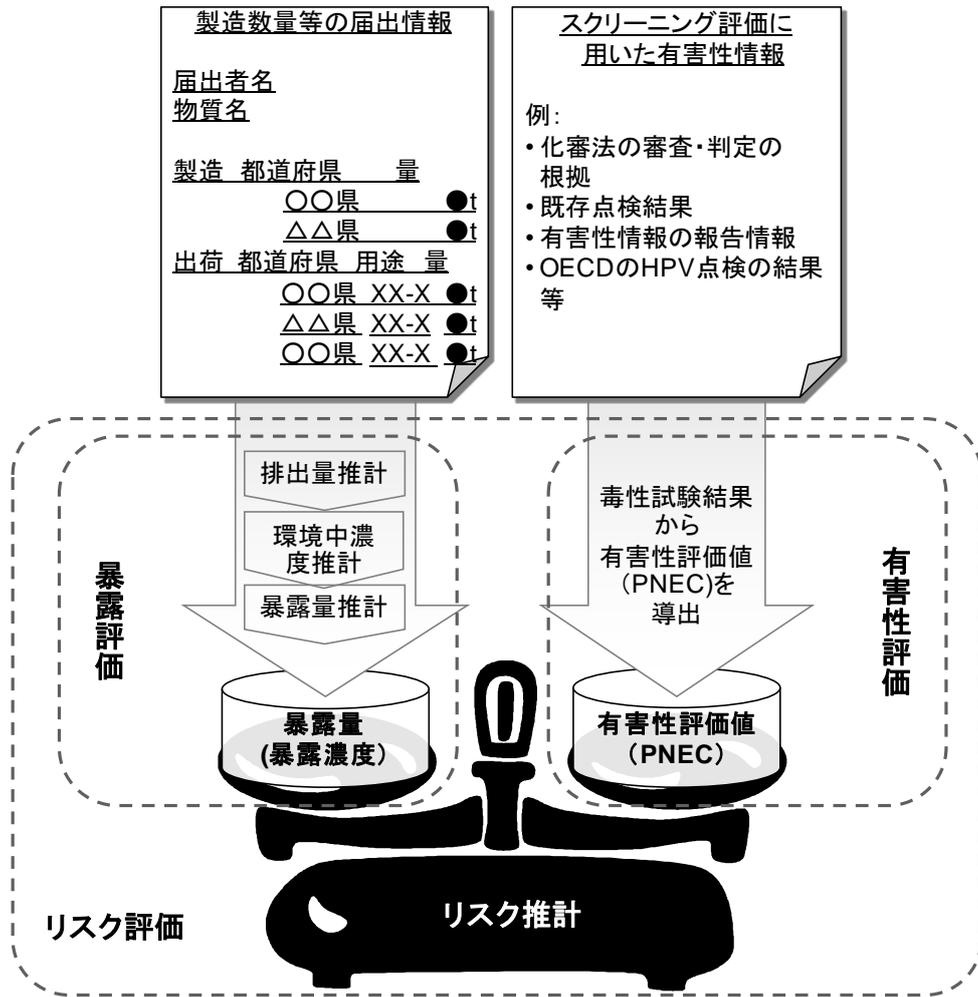 製造数量等の届出情報
届出者名
物質名
製造 都道府県 量
○○県 ●t
△△県 ●t
出荷 都道府県 用途 量
○○県 XX-X ●t
△△県 XX-X ●t
○○県 XX-X ●t
スクリーニング評価に
用いた有害性情報
例：
• 化審法の審査・判定の
根拠
• 既存点検結果
• 有害性情報の報告情報
• OECDのHPV点検の結果
等
排出量推計
環境中濃
度推計
暴露量推計
毒性試験結果
から
有害性評価値
（PNEC)を
導出
暴露評価
有害性評価
暴露量
(暴露濃度）
有害性評価値
（PNEC）
リスク推計
リスク評価